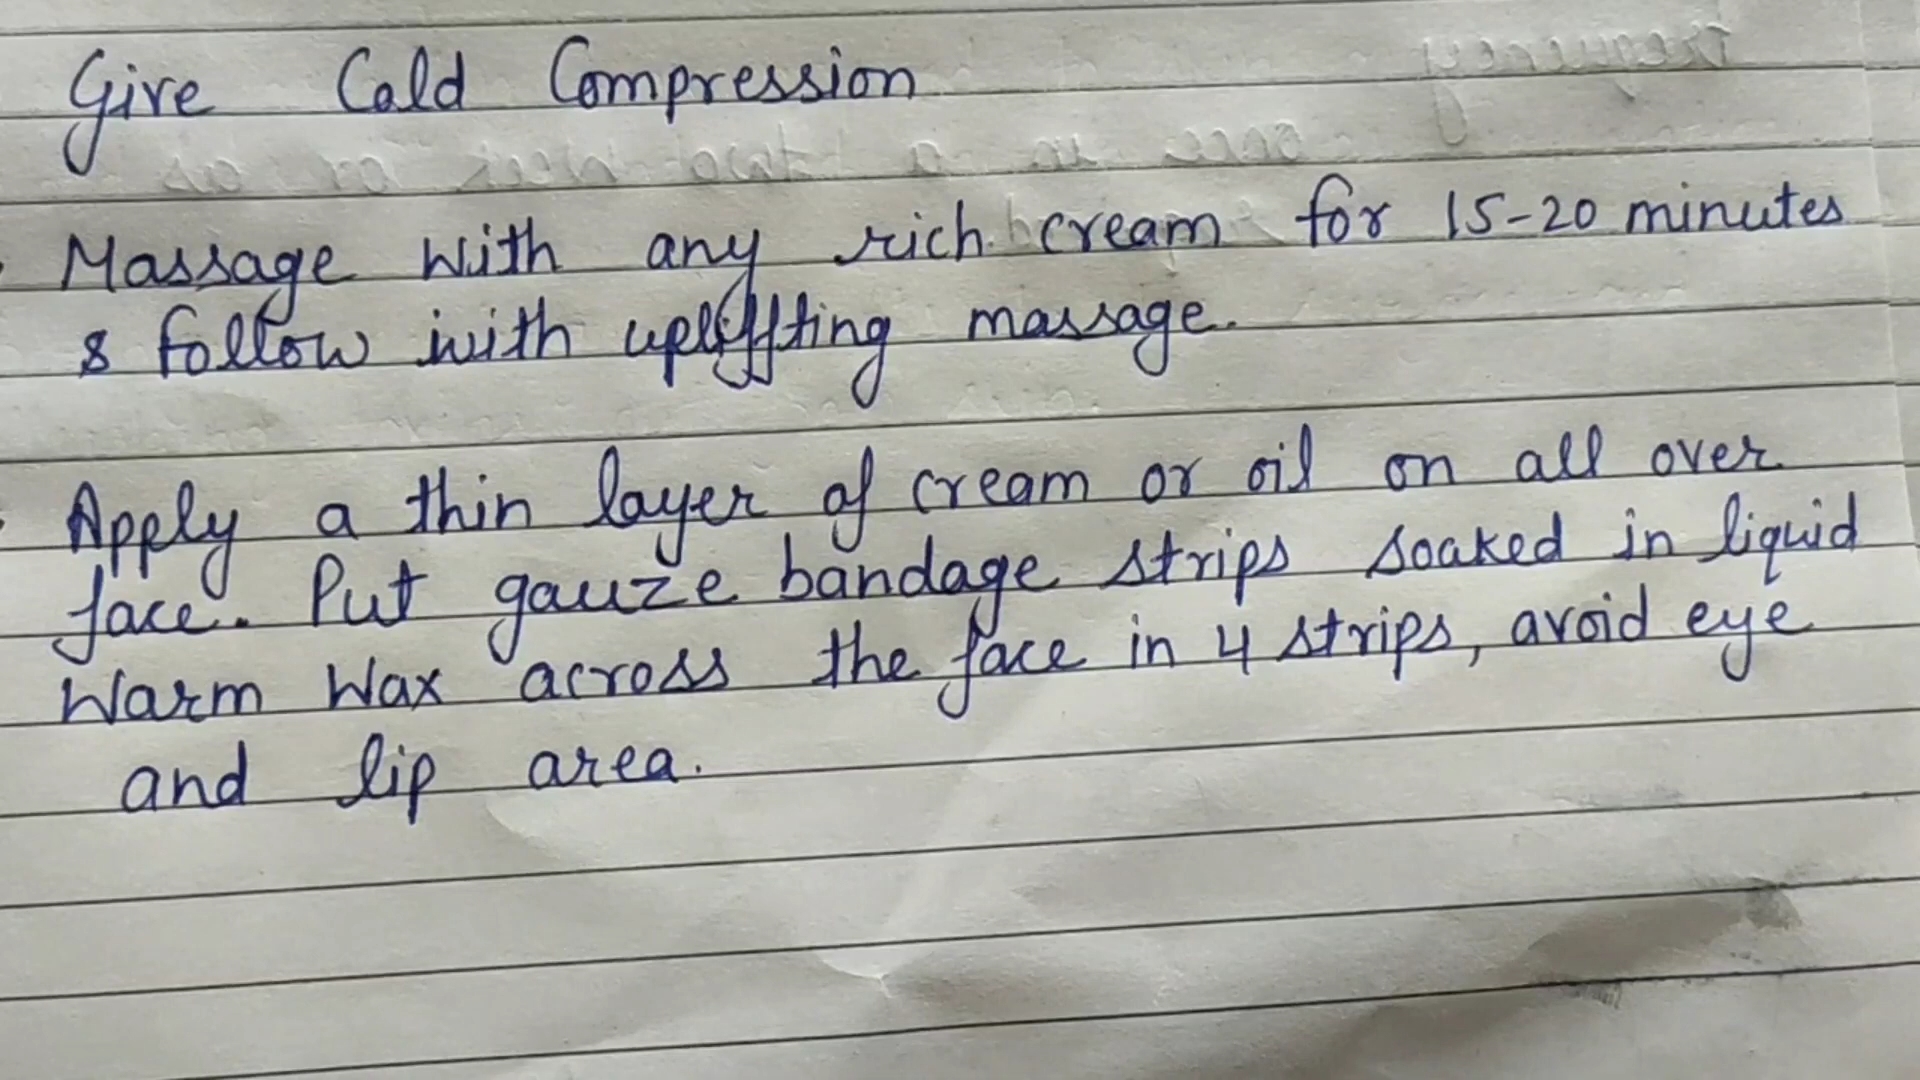 Give Cold Compression
Massage with any rich cream for 15-20 minutes
& follow with upliffting massage.
Apply a thin layer of cream or oil on all over
face. Put gauze bandage strips soaked in liquid
Warm Wax across the face in 4 strips, avoid eye
and lip area.